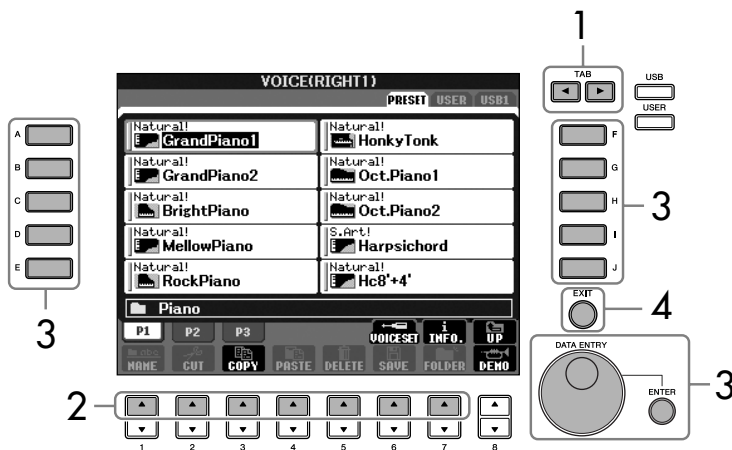 1
TAB
USB
USER
VOICE(RIGHT1)
PRESET USER USB1
Natural!
GrandPiano1
Natural!
HonkyTonk
Natural!
GrandPiano2
Natural!
Oct.Piano1
Natural!
BrightPiano
Natural!
Oct.Piano2
Natural!
MellowPiano
S.Art!
Harpsichord
Natural!
RockPiano
Natural!
Hc8'+4'
Piano
P1 P2 P3 VOICESET INFO. UP
NAME CUT COPY PASTE DELETE SAVE FOLDER DEMO
A
B
C
D
E
3
F
G
H
I
J
3
EXIT
4
DATA ENTRY
ENTER
3
2
1 2 3 4 5 6 7 8